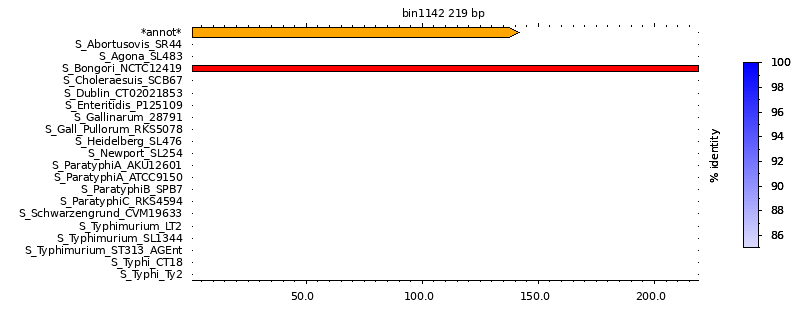 bin1142 219 bp
*annot*
S_Abortusovis_SR44
S_Agona_SL483
S_Bongori_NCTC12419
S_Choleraesuis_SCB67
S_Dublin_CT02021853
S_Enteritidis_P125109
S_Gallinarum_28791
S_Gall_Pullorum_RKS5078
S_Heidelberg_SL476
S_Newport_SL254
S_ParatyphiA_AKU12601
S_ParatyphiA_ATCC9150
S_ParatyphiB_SPB7
S_ParatyphiC_RKS4594
S_Schwarzengrund_CVM19633
S_Typhimurium_LT2
S_Typhimurium_SL1344
S_Typhimurium_ST313_AGEnt
S_Typhi_CT18
S_Typhi_Ty2
50.0 100.0 150.0 200.0
% identity
100
98
96
94
92
90
88
86